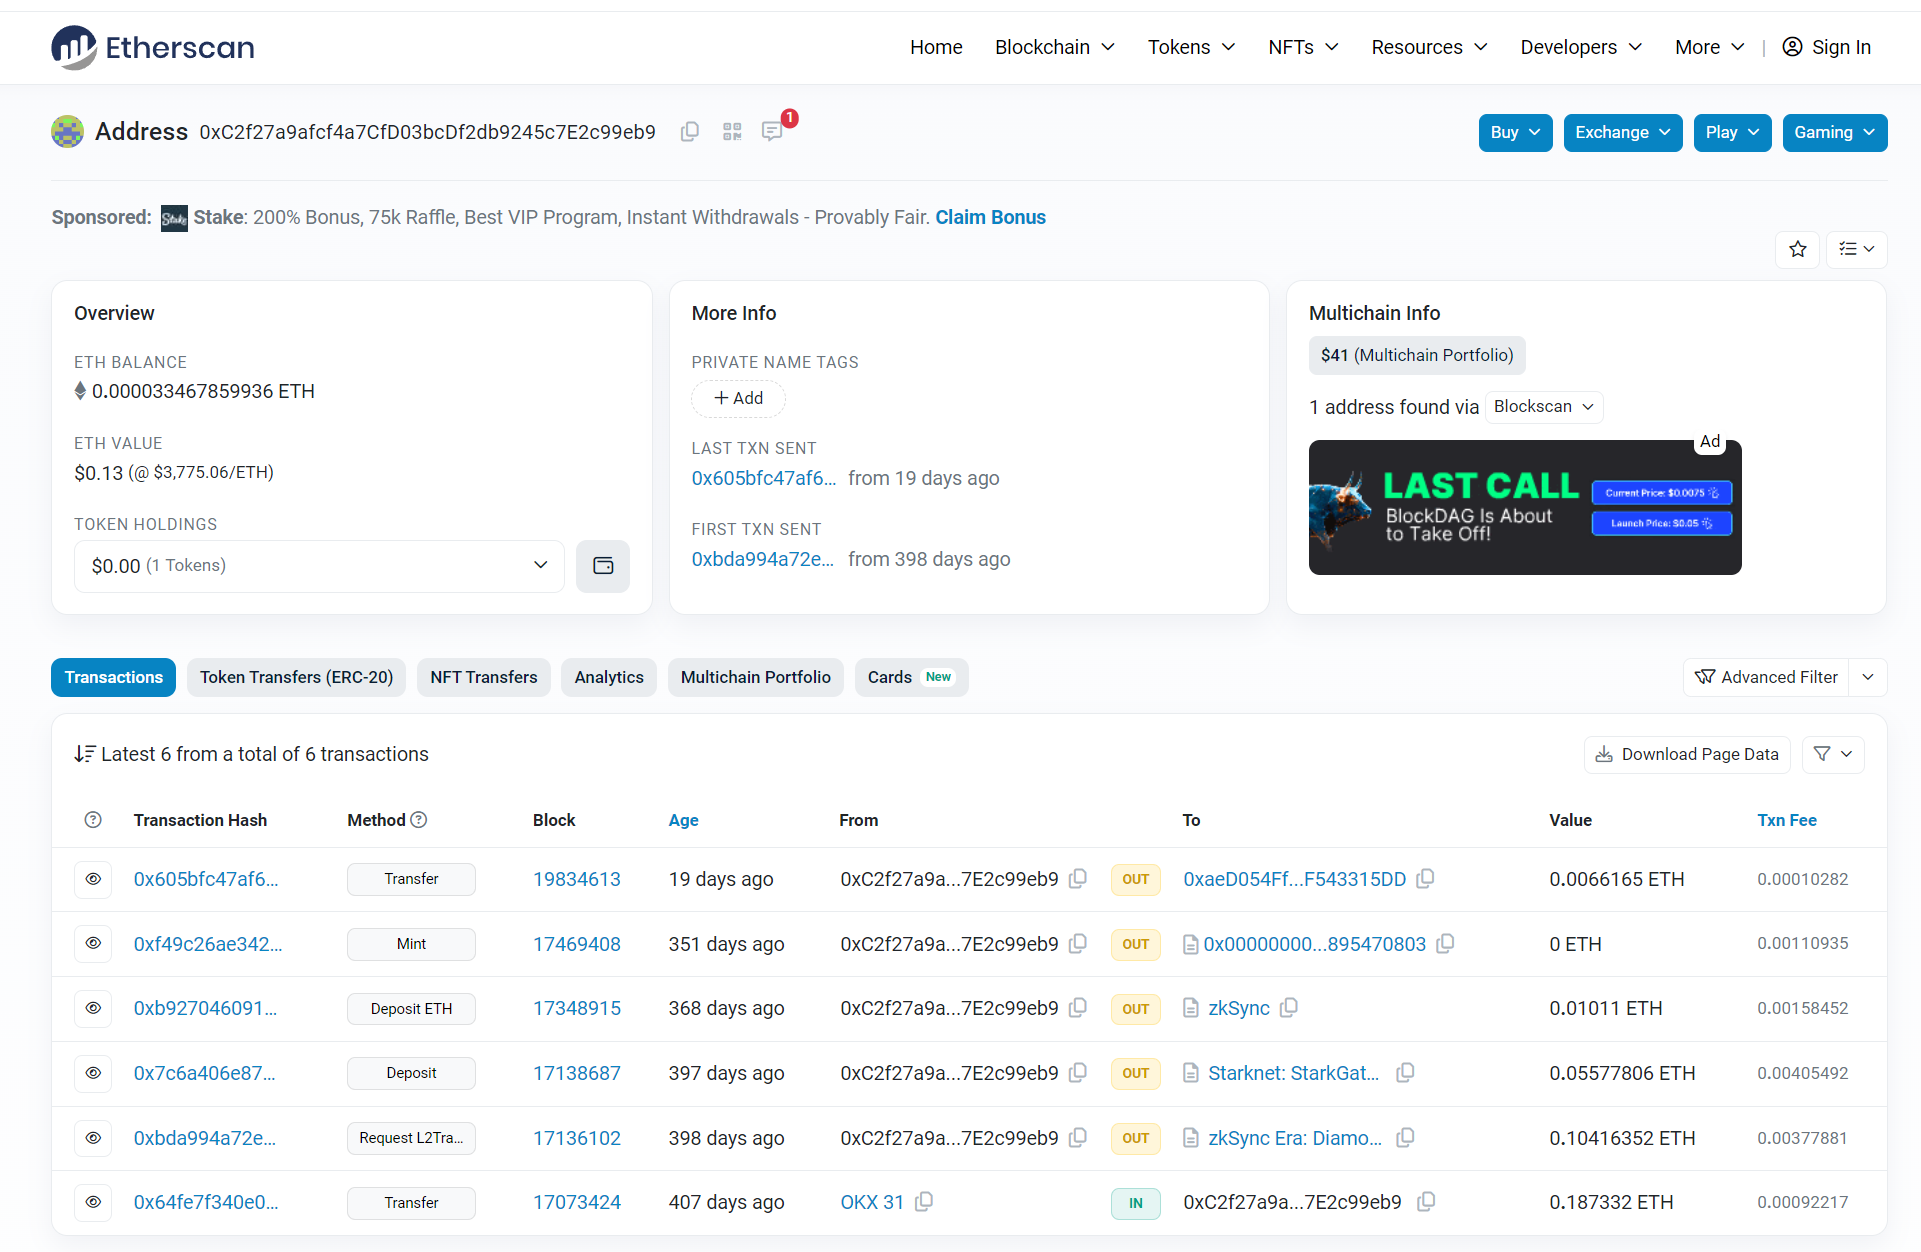 Etherscan
Home Blockchain Tokens NFTs Resources Developers More | Sign In
Address 0xC2f27a9afcf4a7CfD03bcDf2db9245c7E2c99eb9 1
Buy Exchange Play Gaming
Sponsored: Stake Stake: 200% Bonus, 75k Raffle, Best VIP Program, Instant Withdrawals - Provably Fair. Claim Bonus
Overview
ETH BALANCE
0.000033467859936 ETH
ETH VALUE
$0.13 (@ $3,775.06/ETH)
TOKEN HOLDINGS
$0.00 (1 Tokens)
More Info
PRIVATE NAME TAGS
+ Add
LAST TXN SENT
0x605bfc47af6... from 19 days ago
FIRST TXN SENT
0xbda994a72e... from 398 days ago
Multichain Info
$41 (Multichain Portfolio)
1 address found via Blockscan
Ad
LAST CALL
BlockDAG Is About
to Take Off!
Current Price: $0.0075
Launch Price: $0.05
Transactions Token Transfers (ERC-20) NFT Transfers Analytics Multichain Portfolio Cards New
Advanced Filter
Latest 6 from a total of 6 transactions
Download Page Data
Transaction Hash Method Block Age From To Value Txn Fee
0x605bfc47af6... Transfer 19834613 19 days ago 0xC2f27a9a...7E2c99eb9 OUT 0xaeD054Ff...F543315DD 0.0066165 ETH 0.00010282
0xf49c26ae342... Mint 17469408 351 days ago 0xC2f27a9a...7E2c99eb9 OUT 0x00000000...895470803 0 ETH 0.00110935
0xb927046091... Deposit ETH 17348915 368 days ago 0xC2f27a9a...7E2c99eb9 OUT zkSync 0.01011 ETH 0.00158452
0x7c6a406e87... Deposit 17138687 397 days ago 0xC2f27a9a...7E2c99eb9 OUT Starknet: StarkGat... 0.05577806 ETH 0.00405492
0xbda994a72e... Request L2Tra... 17136102 398 days ago 0xC2f27a9a...7E2c99eb9 OUT zkSync Era: Diamo... 0.10416352 ETH 0.00377881
0x64fe7f340e0... Transfer 17073424 407 days ago OKX 31 IN 0xC2f27a9a...7E2c99eb9 0.187332 ETH 0.00092217